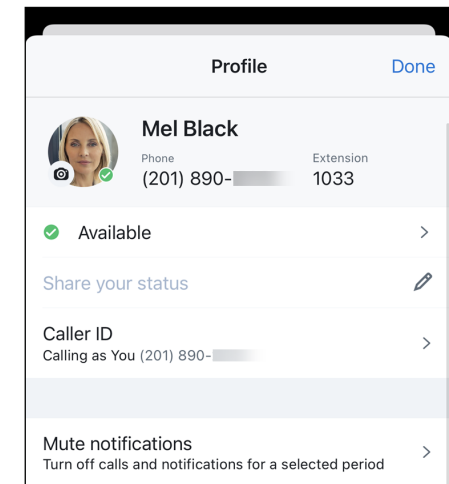 Profile
Done
Mel Black
Phone
Extension
(201) 890-
1033
Available
Share your status
Caller ID
Calling as You (201) 890-
Mute notifications
Turn off calls and notifications for a selected period